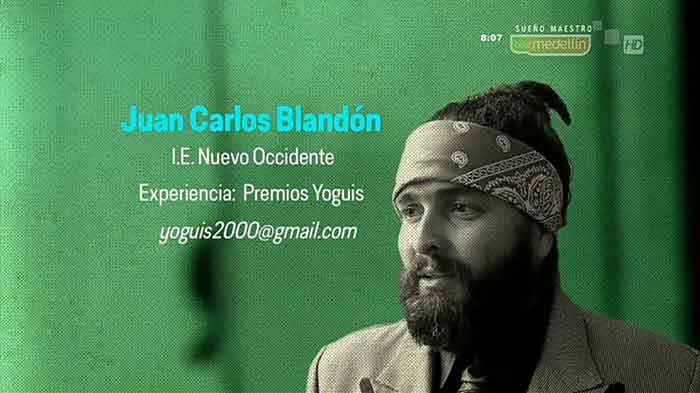 8:07
SUEÑO MAESTRO
telemedellín
HD
Juan Carlos Blandón
I.E. Nuevo Occidente
Experiencia: Premios Yoguis
yoguis2000@gmail.com